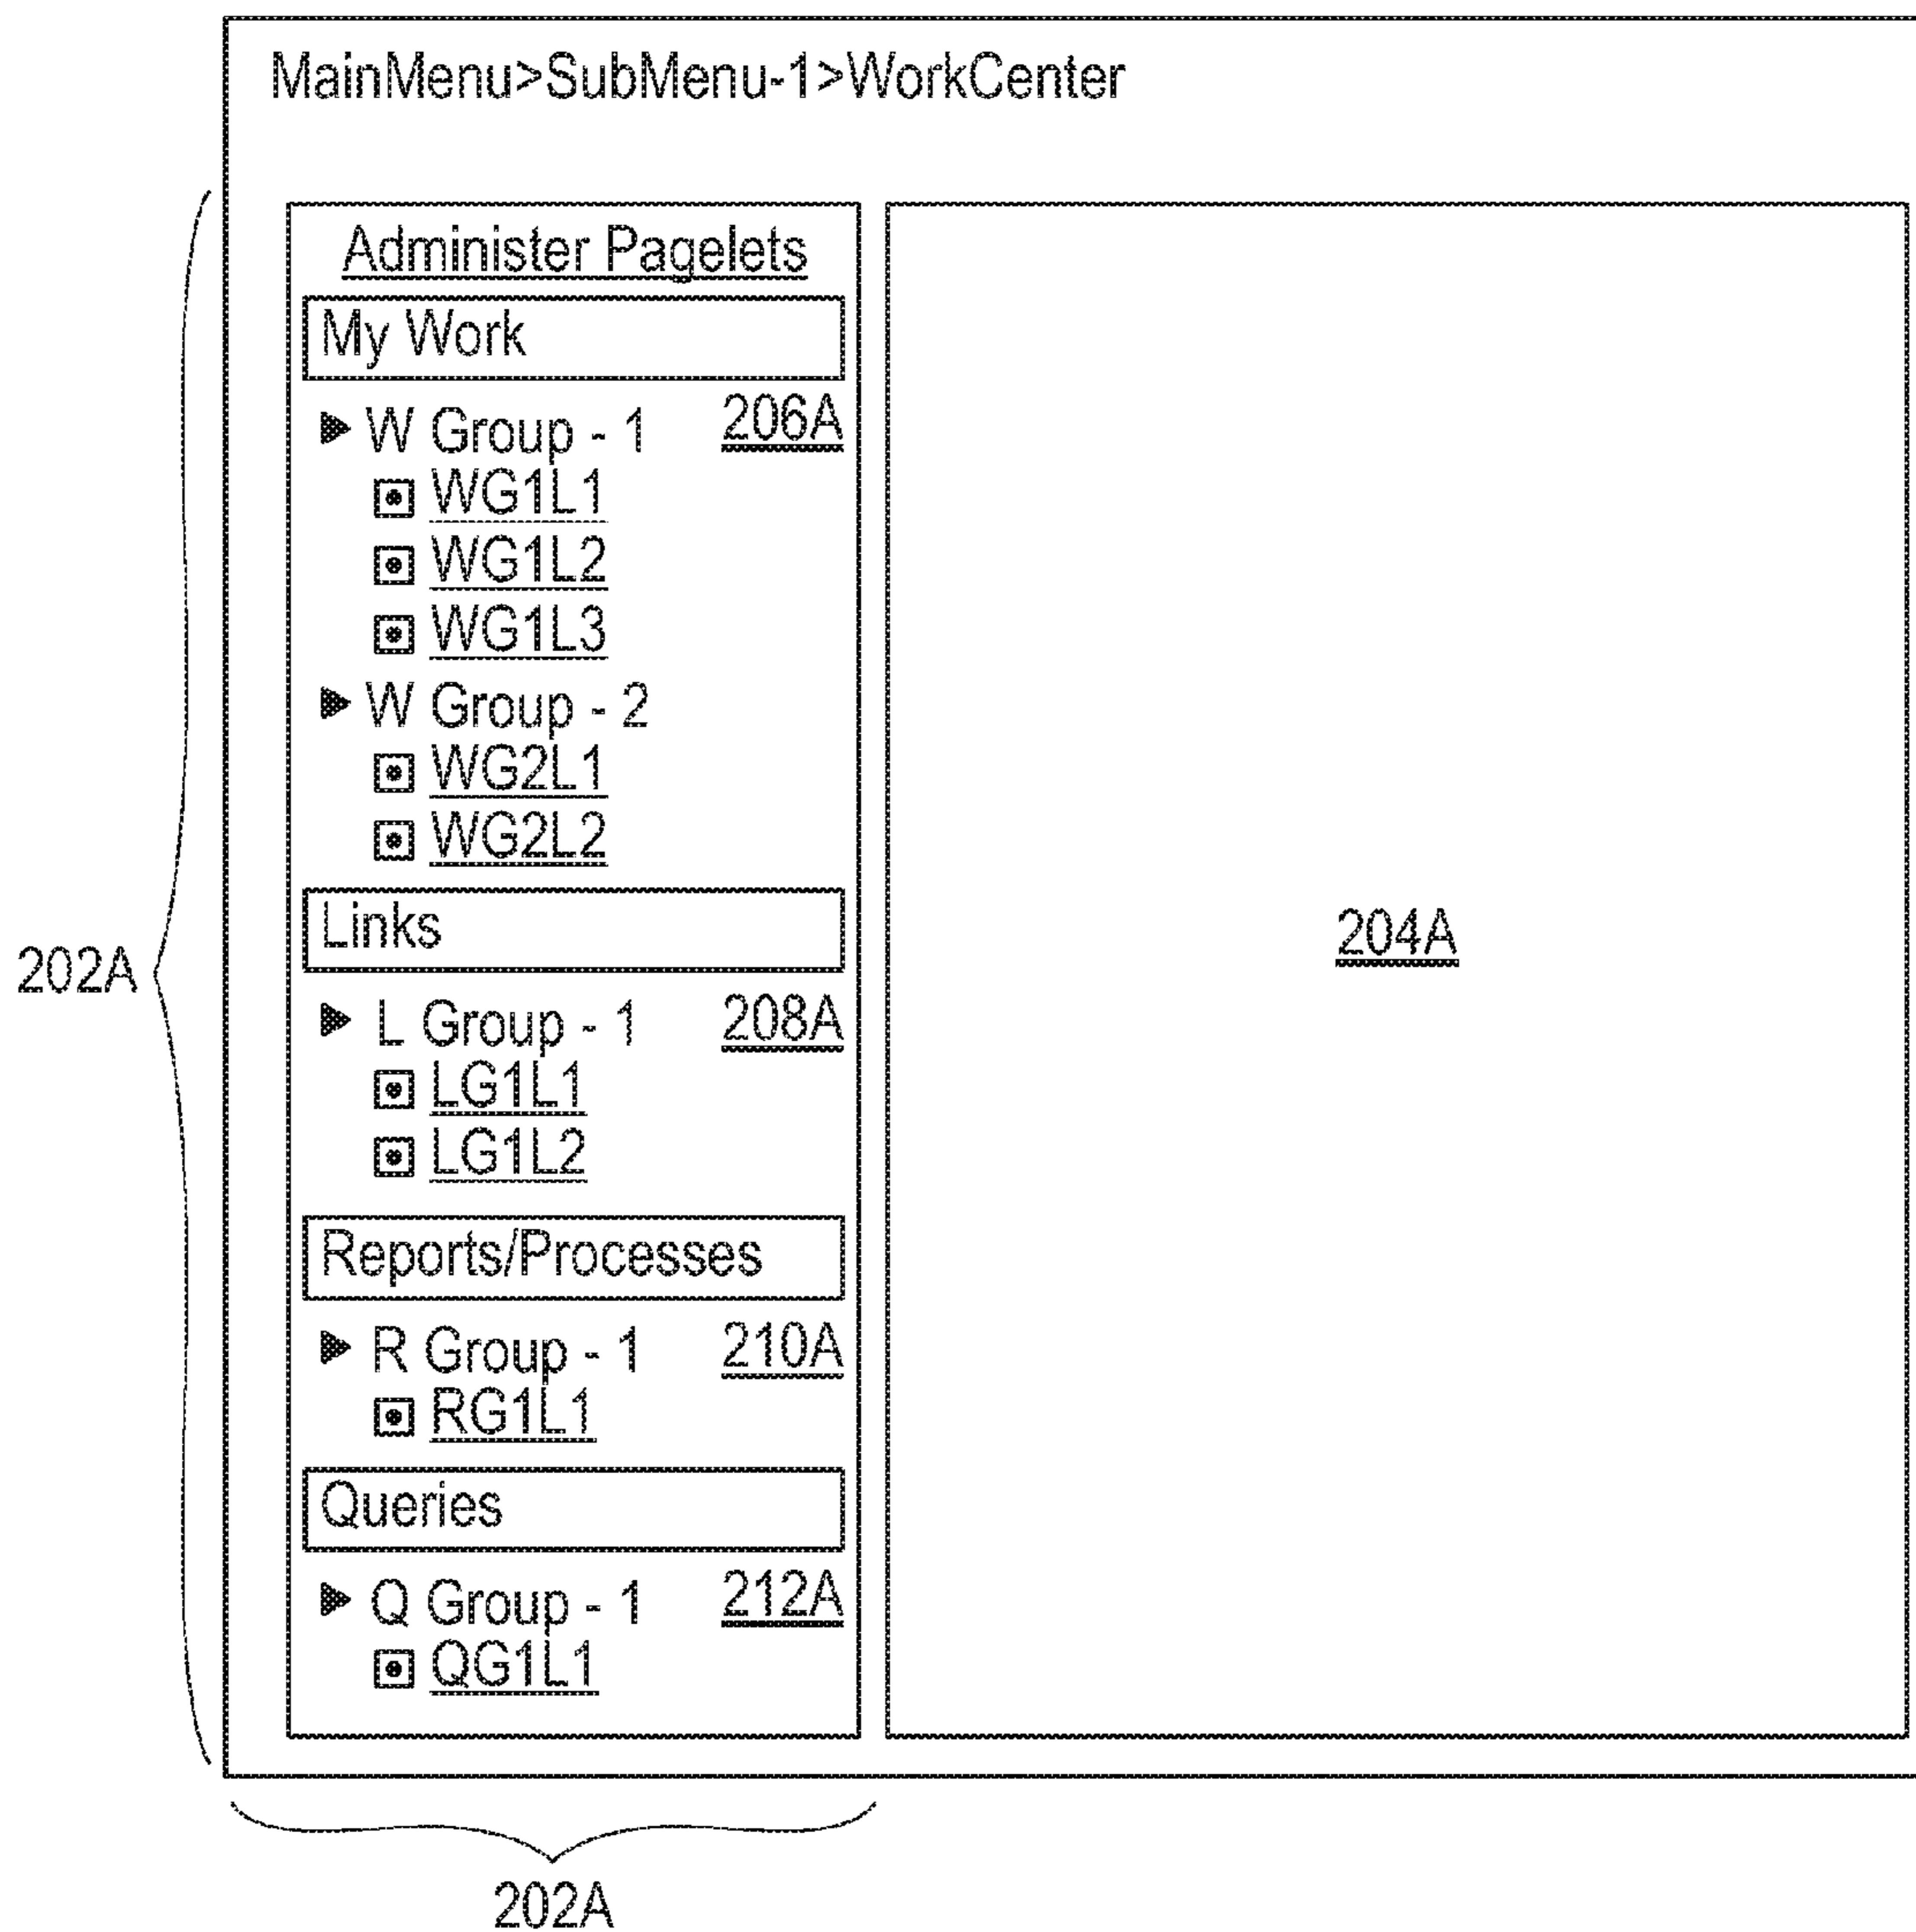 MainMenu>SubMenu-1>WorkCenter
Administer Pagelets
My Work
W Group - 1 206A
WG1L1
WG1L2
WG1L3
W Group - 2
WG2L1
WG2L2
Links
L Group - 1 208A
LG1L1
LG1L2
Reports/Processes
R Group - 1 210A
RG1L1
Queries
Q Group - 1 212A
QG1L1
204A
202A
202A